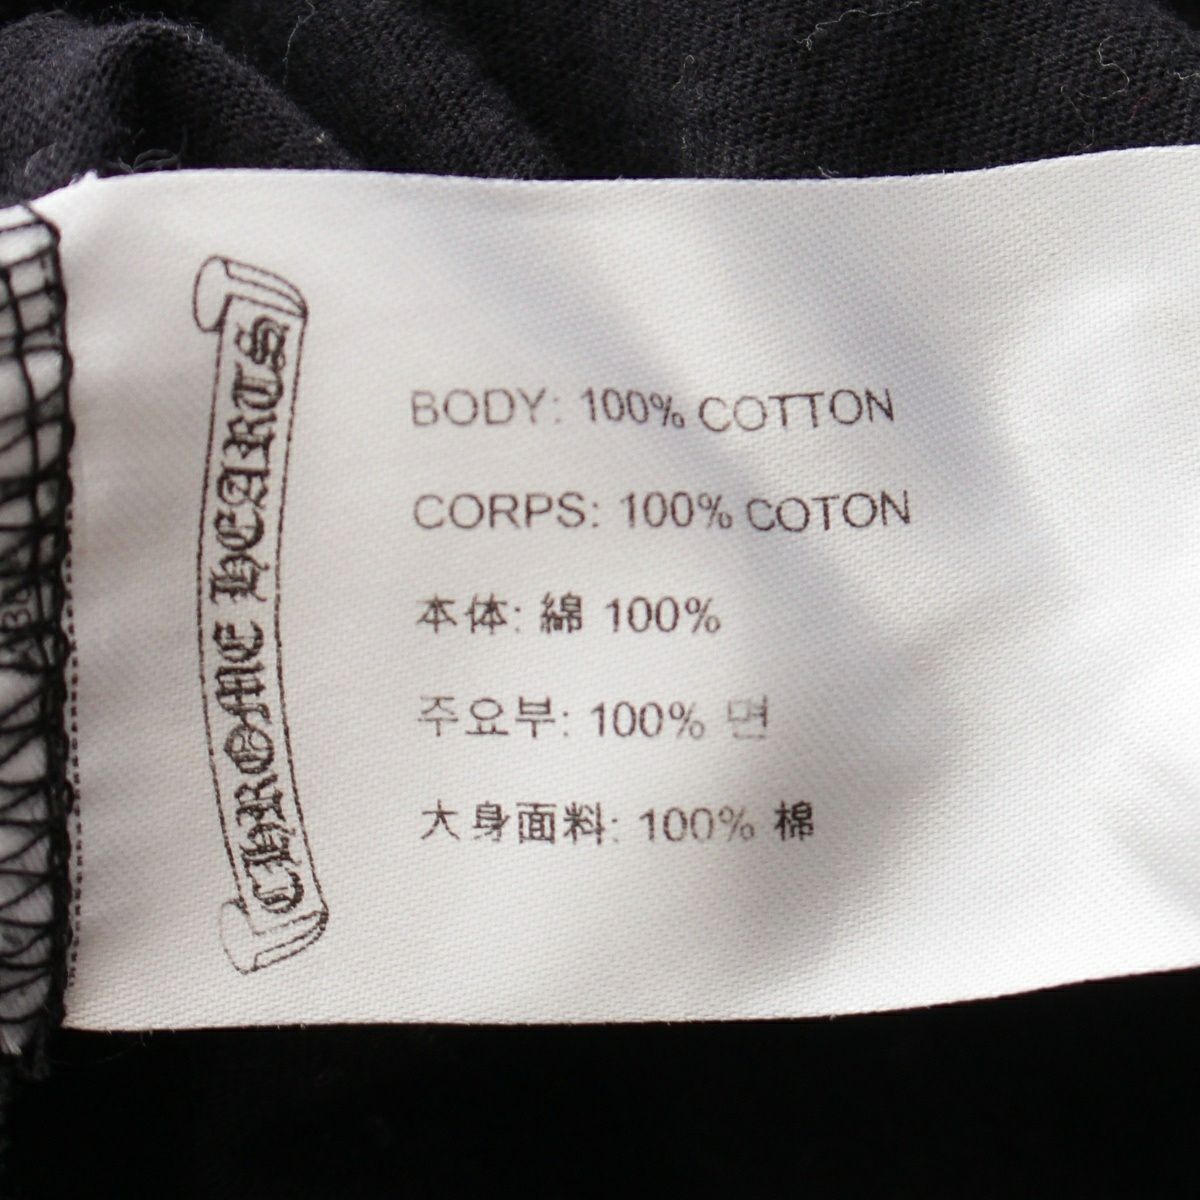 CHROME HEARTS
BODY: 100% COTTON
CORPS: 100% COTON
本体: 綿 100%
주요부: 100% 면
大身面料: 100% 棉